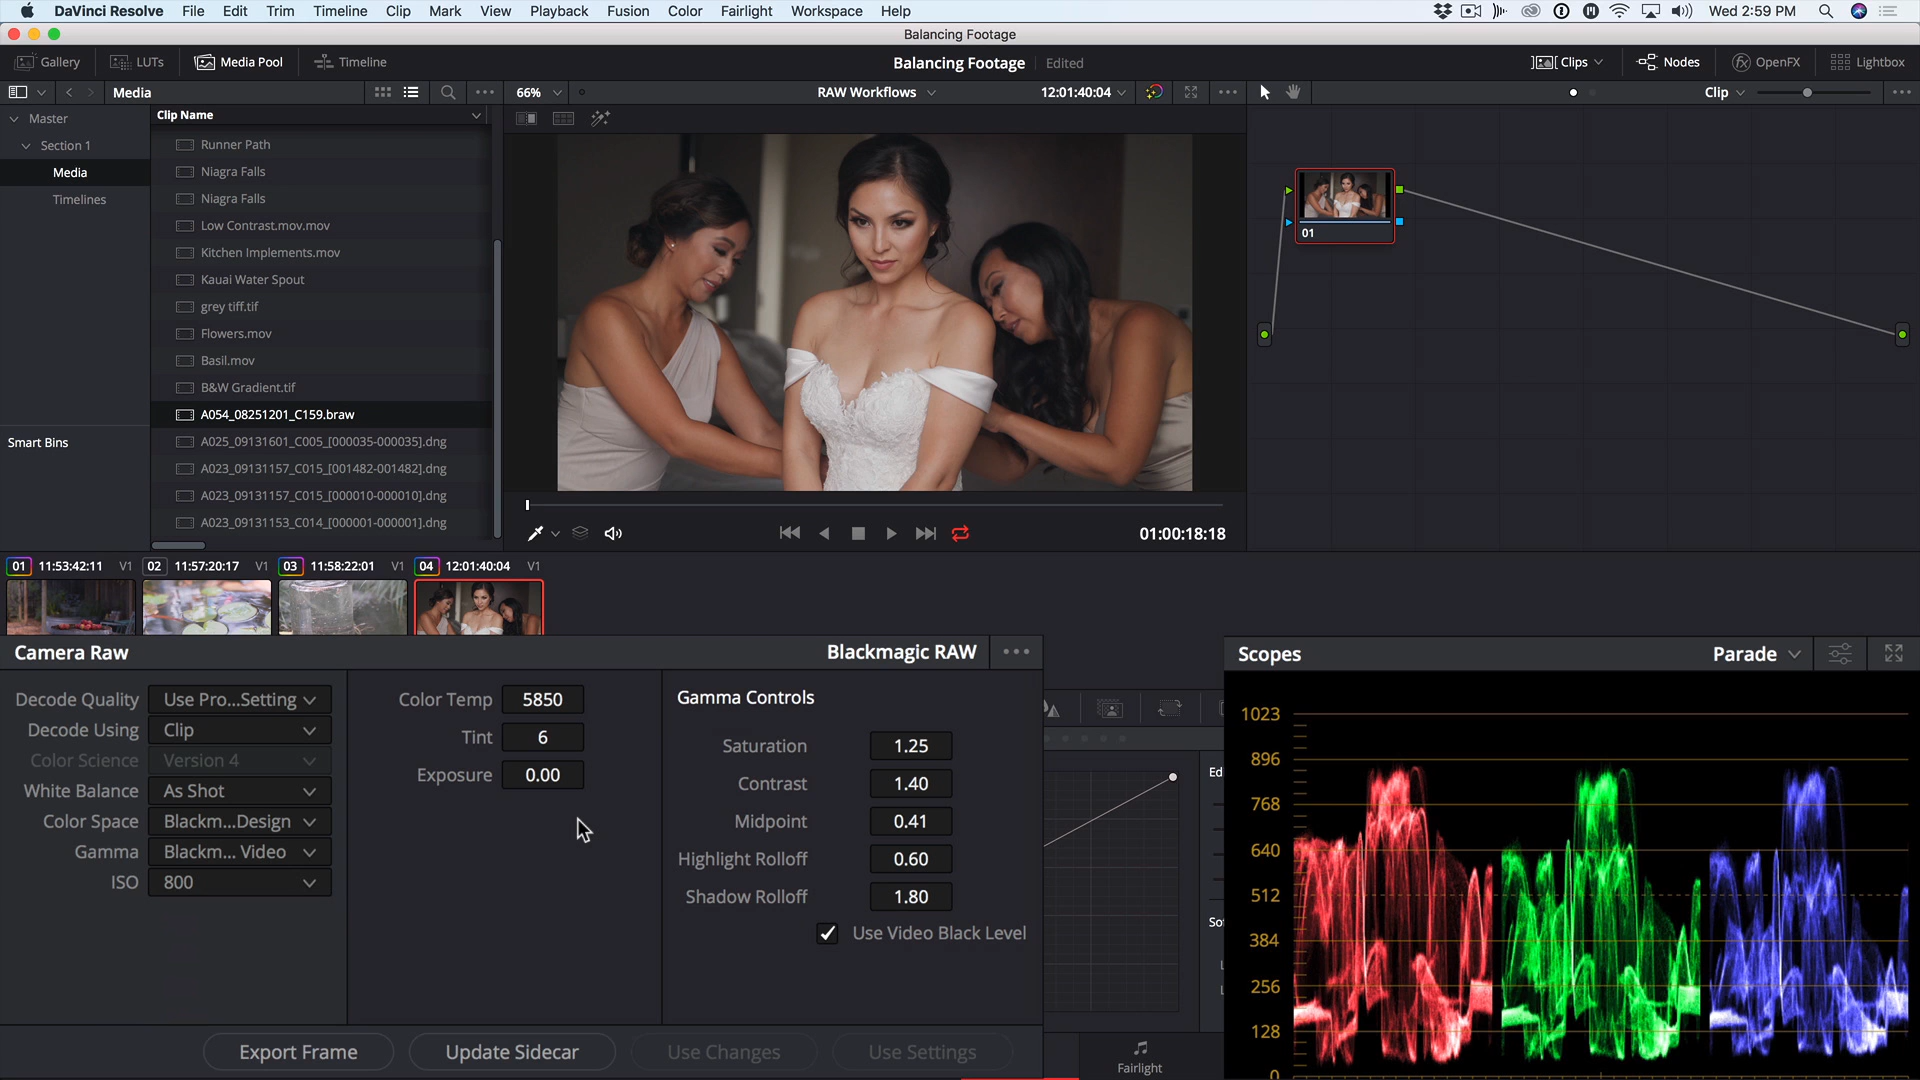 DaVinci Resolve File Edit Trim Timeline Clip Mark View Playback Fusion Color Fairlight Workspace Help Wed 2:59 PM
Balancing Footage
Gallery LUTs Media Pool Timeline Balancing Footage Edited Clips Nodes OpenFX Lightbox
Media 66% RAW Workflows 12:01:40:04 Clip
Master
Section 1
Media
Timelines
Smart Bins
Clip Name
Runner Path
Niagra Falls
Niagra Falls
Low Contrast.mov.mov
Kitchen Implements.mov
Kauai Water Spout
grey tiff.tif
Flowers.mov
Basil.mov
B&W Gradient.tif
A054_08251201_C159.braw
A025_09131601_C005_[000035-000035].dng
A023_09131157_C015_[001482-001482].dng
A023_09131157_C015_[000010-000010].dng
A023_09131153_C014_[000001-000001].dng
01
01:00:18:18
01 11:53:42:11 V1 02 11:57:20:17 V1 03 11:58:22:01 V1 04 12:01:40:04 V1
Camera Raw Blackmagic RAW
Decode Quality Use Pro...Setting
Decode Using Clip
Color Science Version 4
White Balance As Shot
Color Space Blackm...Design
Gamma Blackm... Video
ISO 800
Color Temp 5850
Tint 6
Exposure 0.00
Gamma Controls
Saturation 1.25
Contrast 1.40
Midpoint 0.41
Highlight Rolloff 0.60
Shadow Rolloff 1.80
Use Video Black Level
Export Frame Update Sidecar Use Changes Use Settings
Ed
So
Fairlight
Scopes Parade
1023
896
768
640
512
384
256
128
0